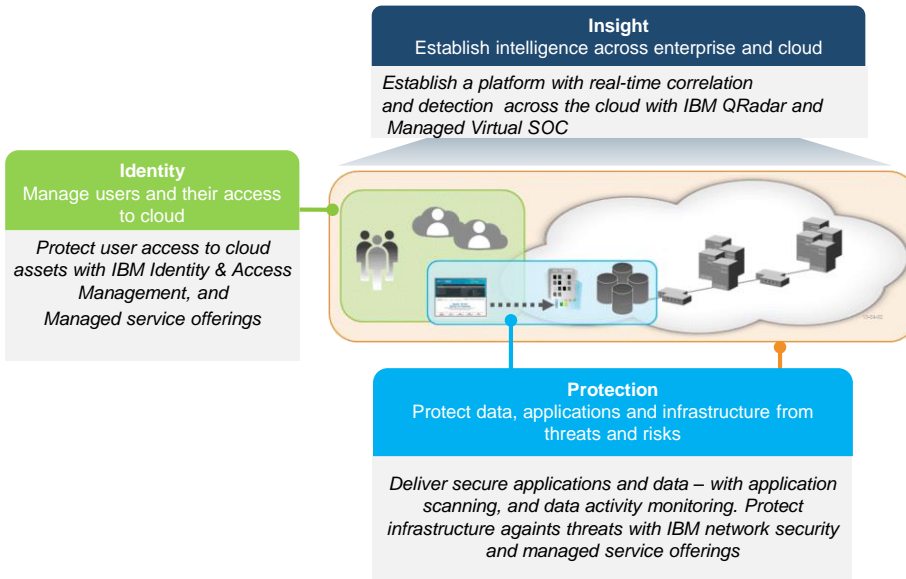 Insight
Establish intelligence across enterprise and cloud
Establish a platform with real-time correlation
and detection across the cloud with IBM QRadar and
Managed Virtual SOC
Identity
Manage users and their access
to cloud
Protect user access to cloud
assets with IBM Identity & Access
Management, and
Managed service offerings
Protection
Protect data, applications and infrastructure from
threats and risks
Deliver secure applications and data – with application
scanning, and data activity monitoring. Protect
infrastructure againts threats with IBM network security
and managed service offerings